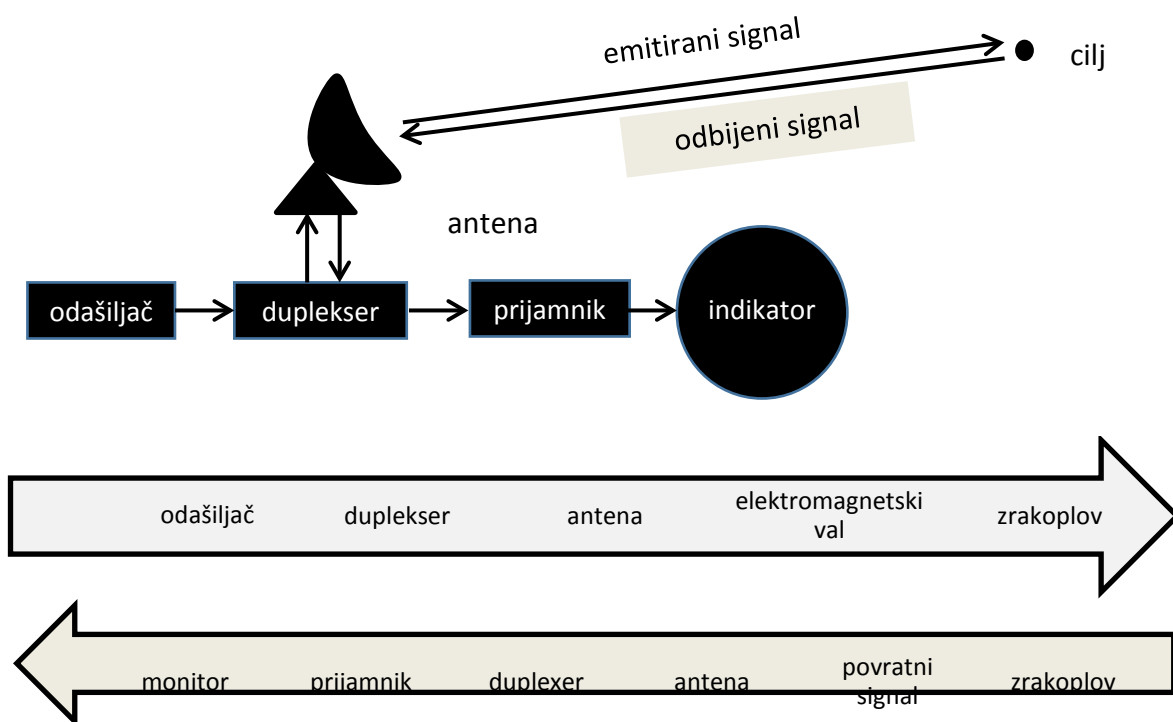 emitirani signal
cilj
odbijeni signal
antena
odašiljač duplekser prijamnik indikator
odašiljač duplekser antena elektromagnetski val zrakoplov
monitor prijamnik duplexer antena povratni signal zrakoplov